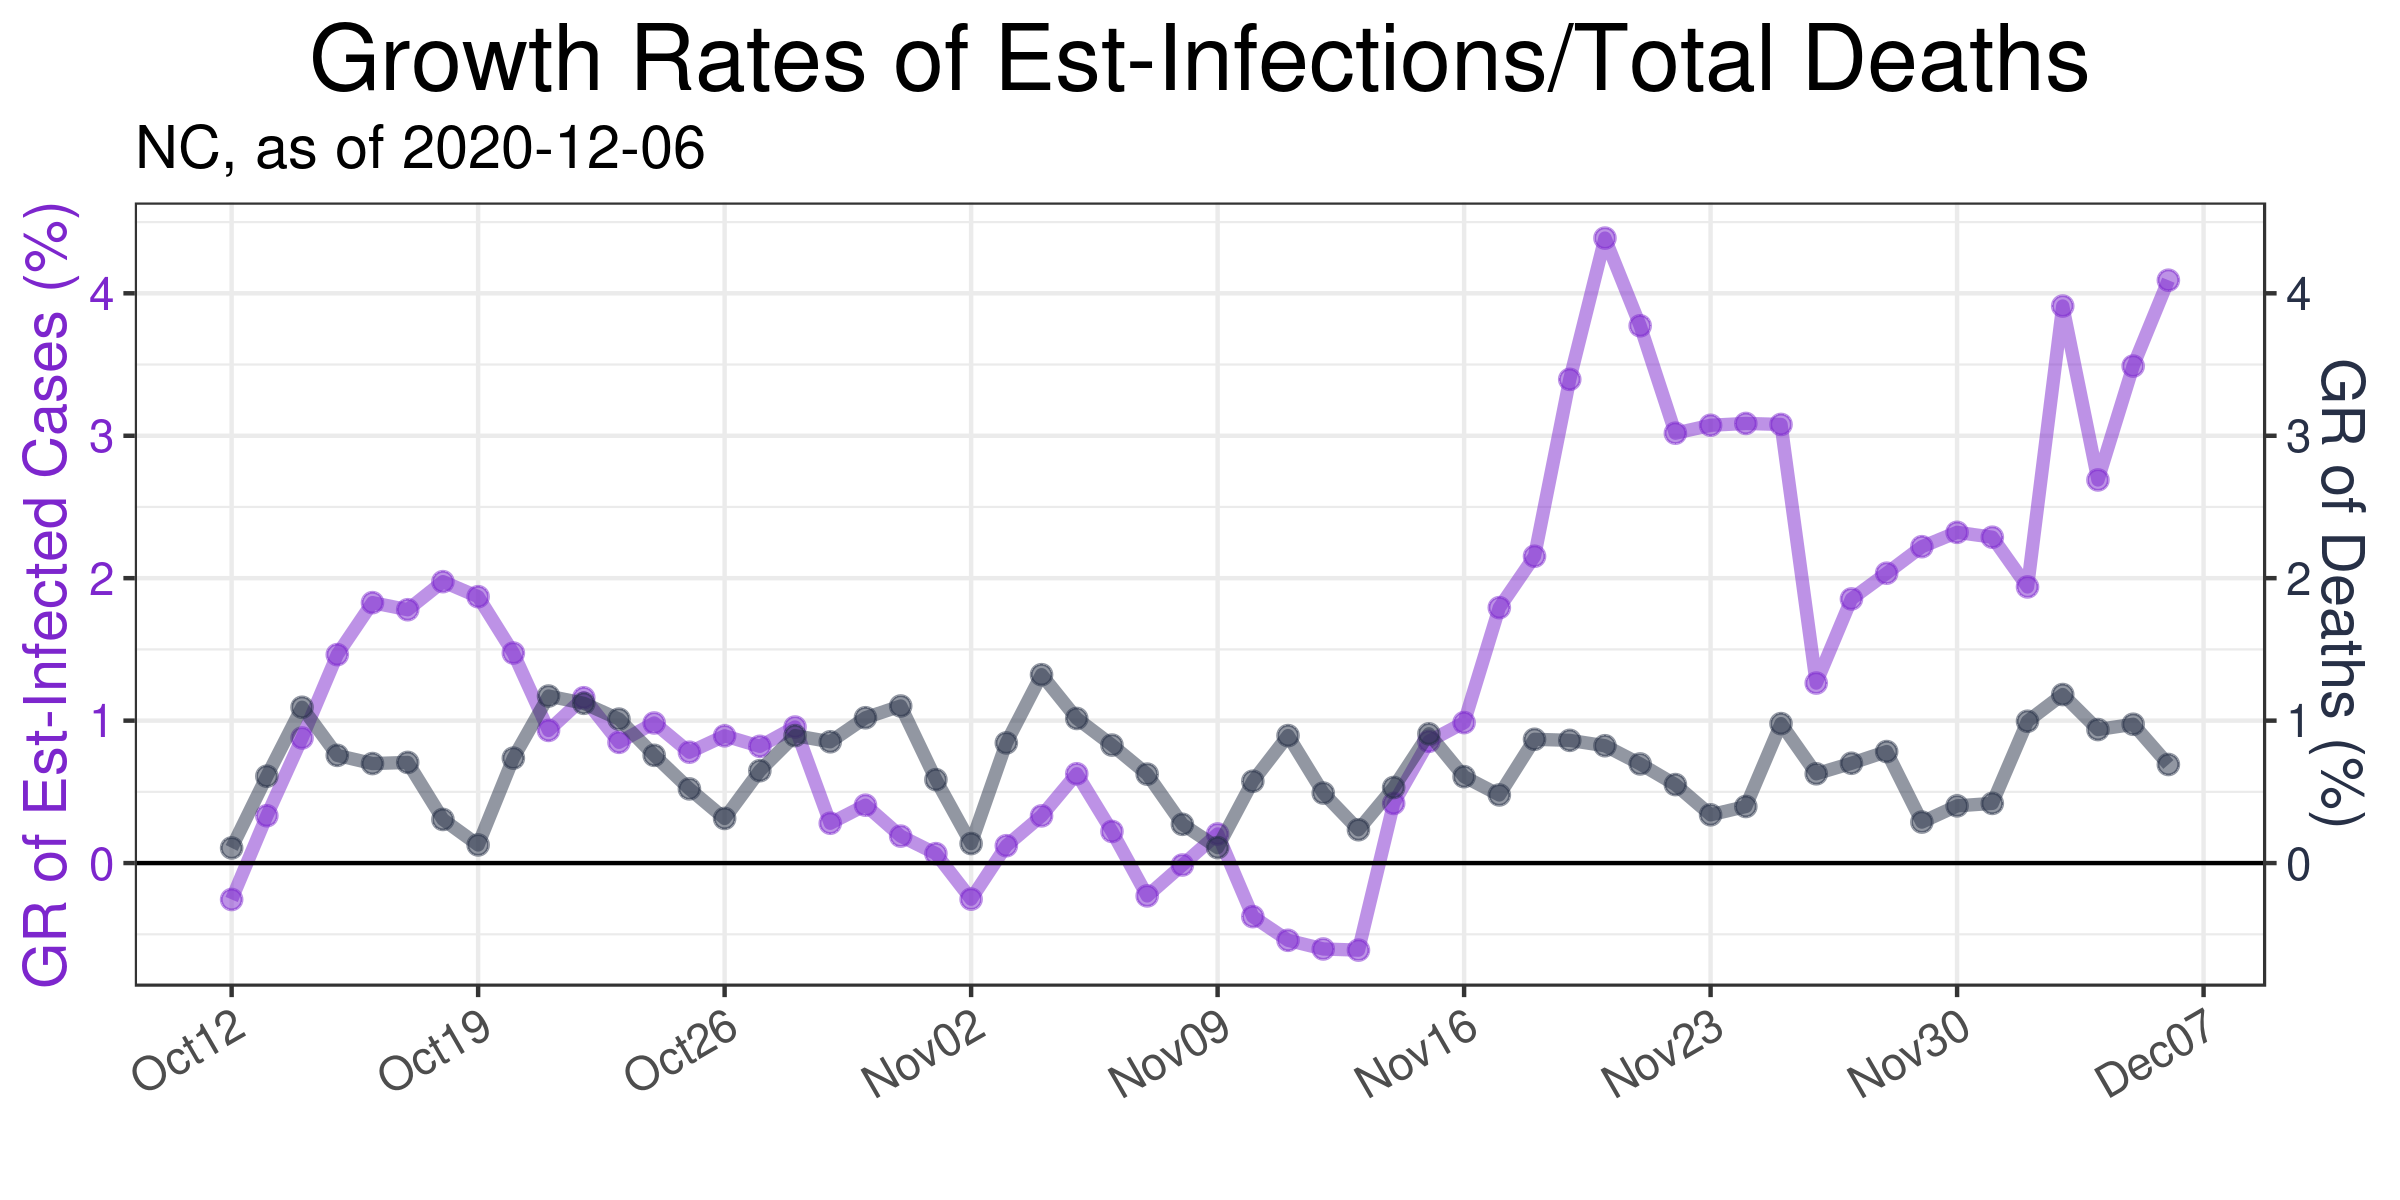 Growth Rates of Est-Infections/Total Deaths
NC, as of 2020-12-06
GR of Est-Infected Cases (%)
4
3
2
1
0
4
3
2
1
0
GR of Deaths (%)
Oct12
Oct19
Oct26
Nov02
Nov09
Nov16
Nov23
Nov30
Dec07